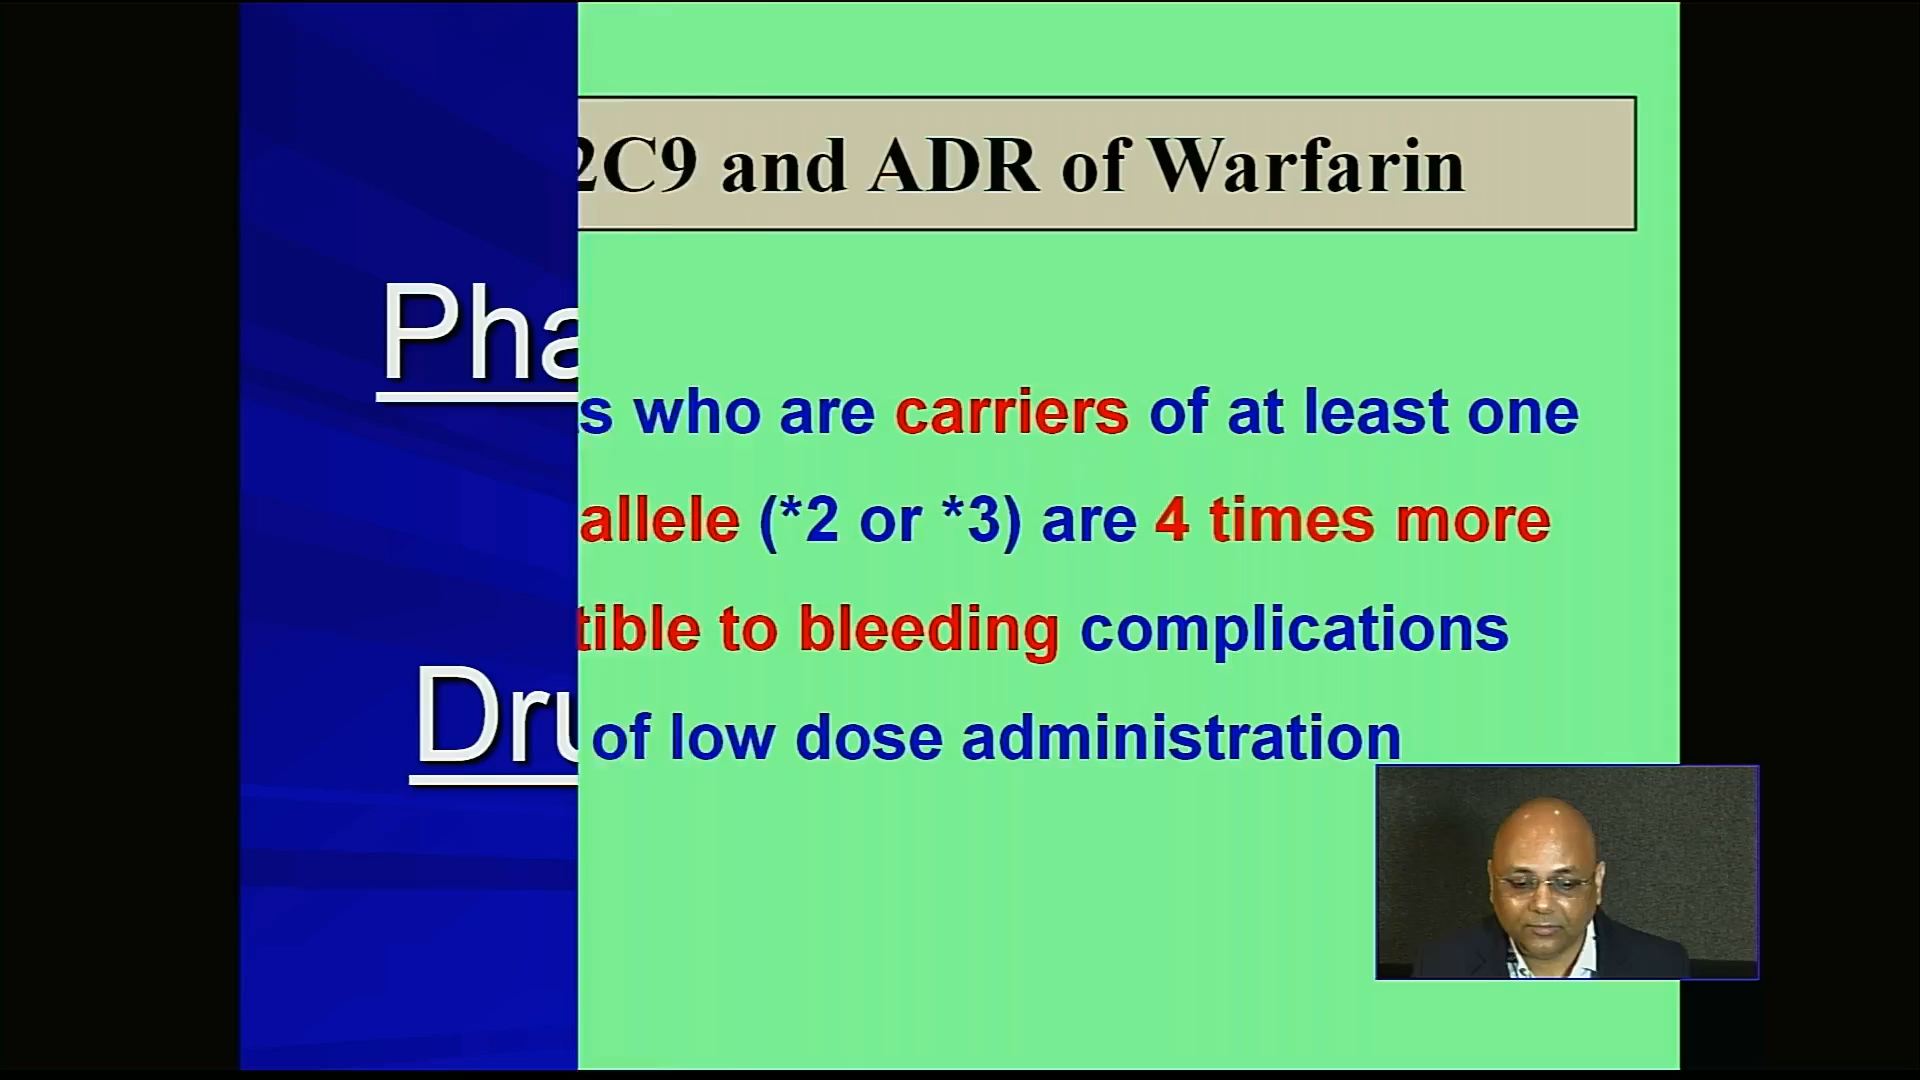 2C9 and ADR of Warfarin
Pha
s who are carriers of at least one
allele (*2 or *3) are 4 times more
tible to bleeding complications
Dru
of low dose administration